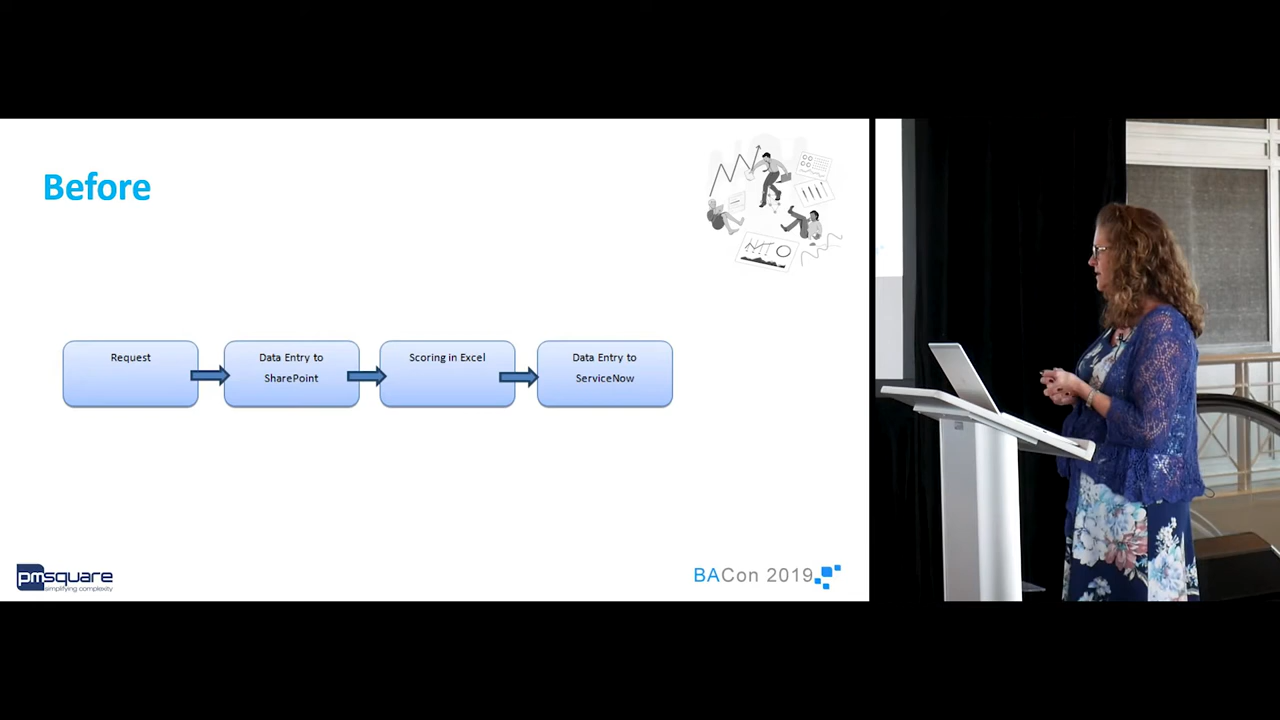 Before
Request
Data Entry to
SharePoint
Scoring in Excel
Data Entry to
ServiceNow
pmsquare
simplifying complexity
BACon 2019